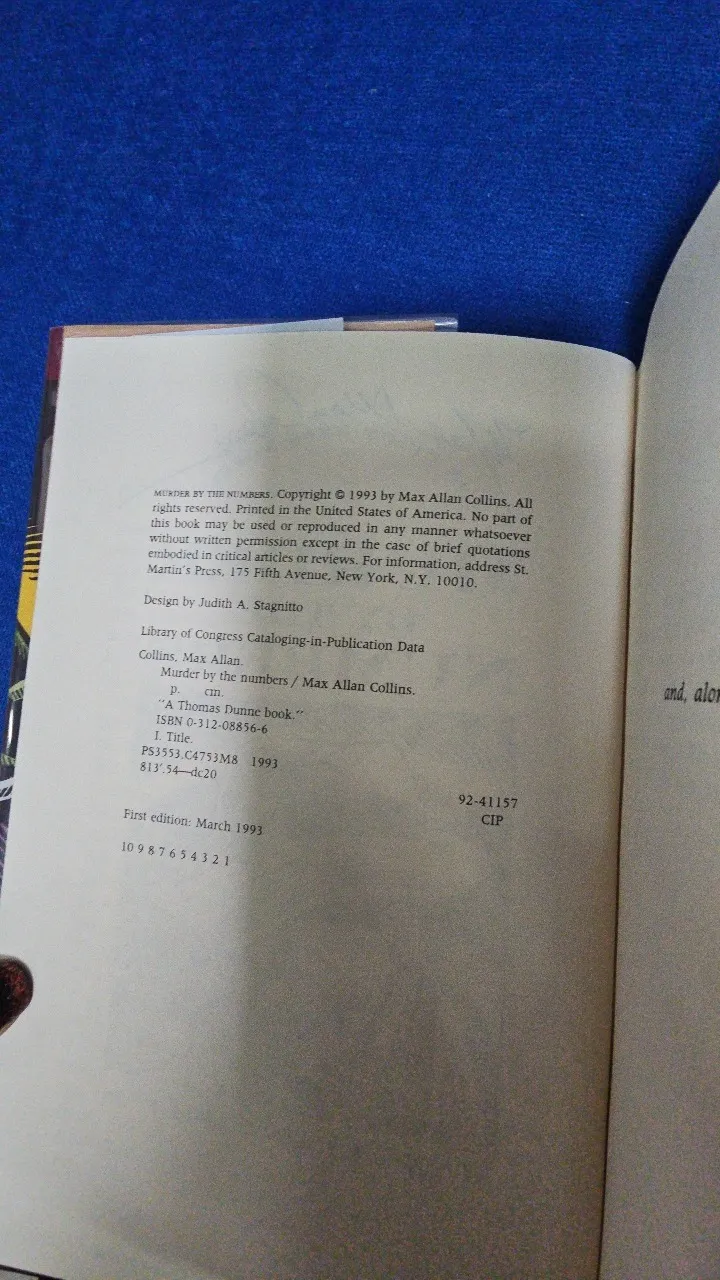 MURDER BY THE NUMBERS. Copyright © 1993 by Max Allan Collins. All
rights reserved. Printed in the United States of America. No part of
this book may be used or reproduced in any manner whatsoever
without written permission except in the case of brief quotations
embodied in critical articles or reviews. For information, address St.
Martin's Press, 175 Fifth Avenue, New York, N.Y. 10010.
Design by Judith A. Stagnitto
Library of Congress Cataloging-in-Publication Data
Collins, Max Allan.
Murder by the numbers / Max Allan Collins.
p. cm.
"A Thomas Dunne book."
ISBN 0-312-08856-6
I. Title.
PS3553.C4753M8 1993
813'.54—dc20
92-41157
CIP
First edition: March 1993
10 9 8 7 6 5 4 3 2 1
and,